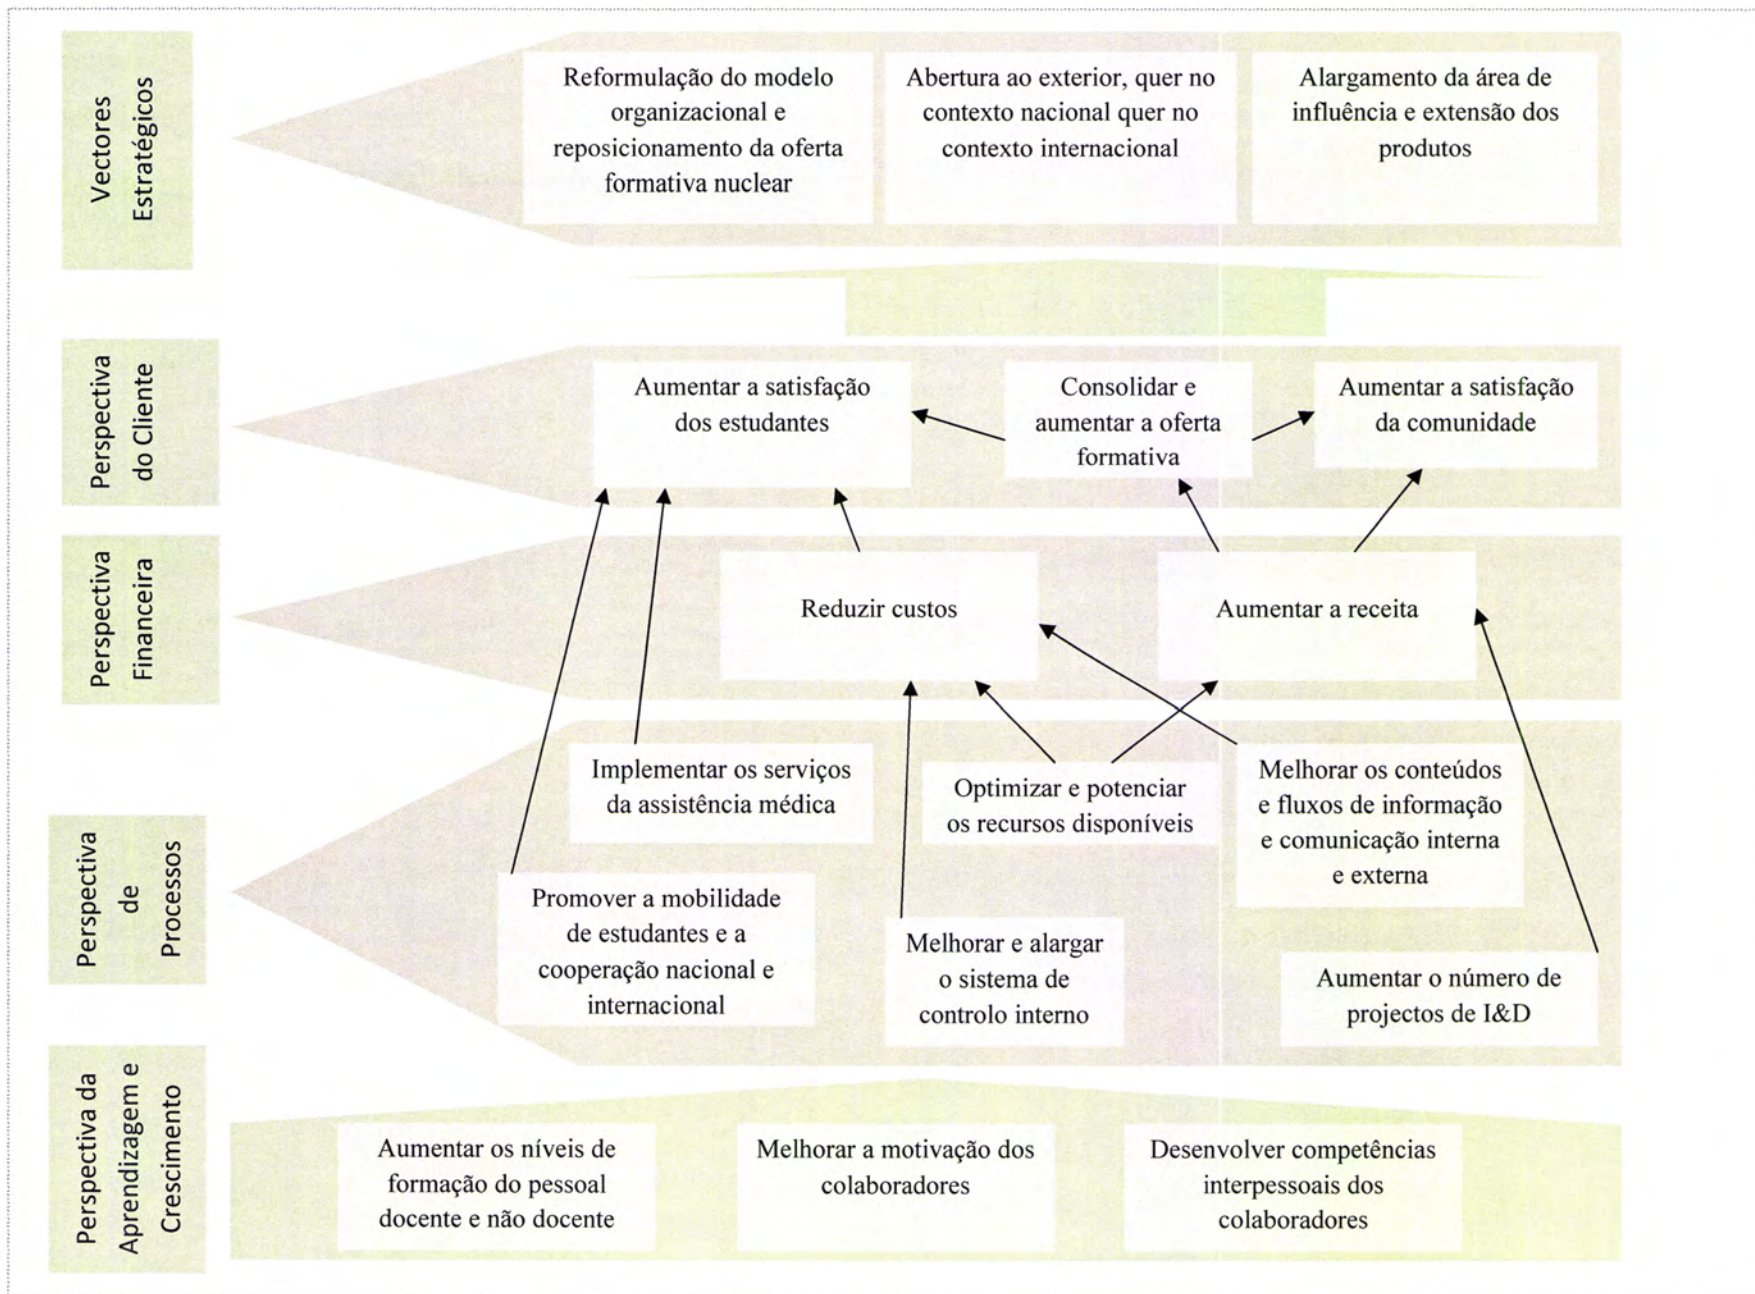 Vectores
Estratégicos
Reformulação do modelo
organizacional e
reposicionamento da oferta
formativa nuclear
Abertura ao exterior, quer no
contexto nacional quer no
contexto internacional
Alargamento da área de
influência e extensão dos
produtos
Perspectiva
do Cliente
Aumentar a satisfação
dos estudantes
Consolidar e
aumentar a oferta
formativa
Aumentar a satisfação
da comunidade
Perspectiva
Financeira
Reduzir custos
Aumentar a receita
Perspectiva
de
Processos
Implementar os serviços
da assistência médica
Optimizar e potenciar
os recursos disponíveis
Melhorar os conteúdos
e fluxos de informação
e comunicação interna
e externa
Promover a mobilidade
de estudantes e a
cooperação nacional e
internacional
Melhorar e alargar
o sistema de
controlo interno
Aumentar o número de
projectos de I&D
Perspectiva da
Aprendizagem e
Crescimento
Aumentar os níveis de
formação do pessoal
docente e não docente
Melhorar a motivação dos
colaboradores
Desenvolver competências
interpessoais dos
colaboradores